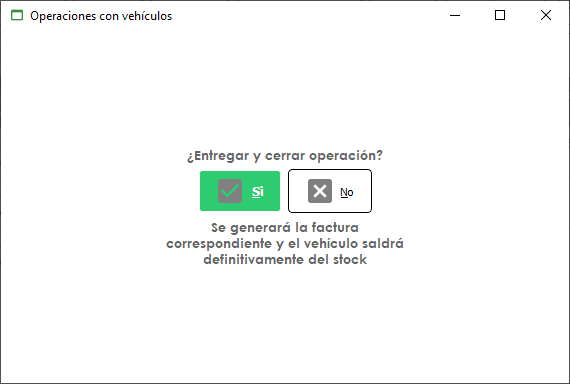 Operaciones con vehículos
¿Entregar y cerrar operación?
Si No
Se generará la factura
correspondiente y el vehículo saldrá
definitivamente del stock